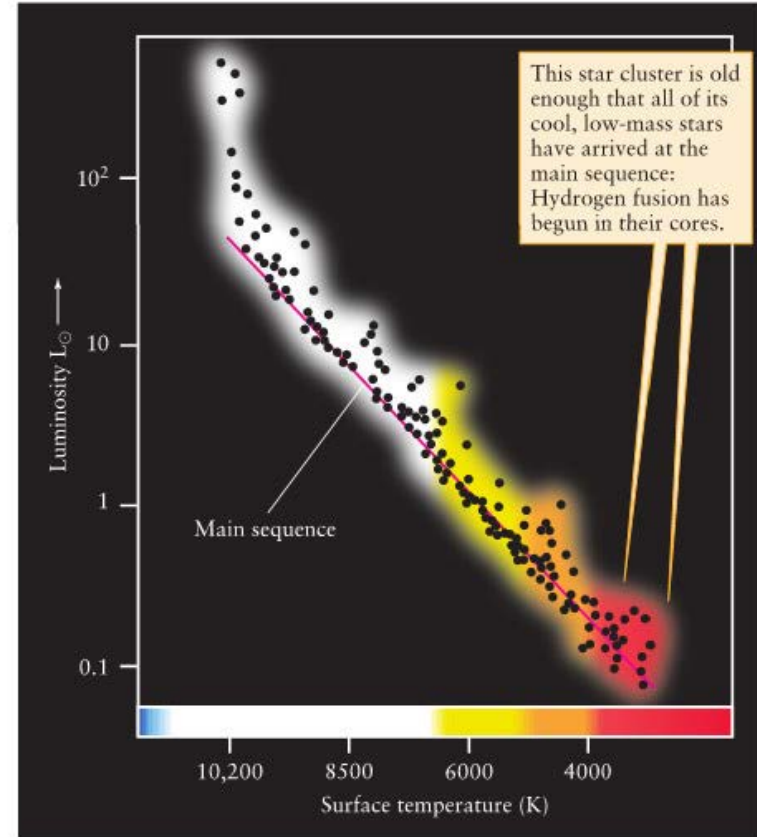 This star cluster is old
enough that all of its
cool, low-mass stars
have arrived at the
main sequence:
Hydrogen fusion has
begun in their cores.
10²
10
1
0.1
Luminosity L☉ →
Main sequence
10,200 8500 6000 4000
Surface temperature (K)